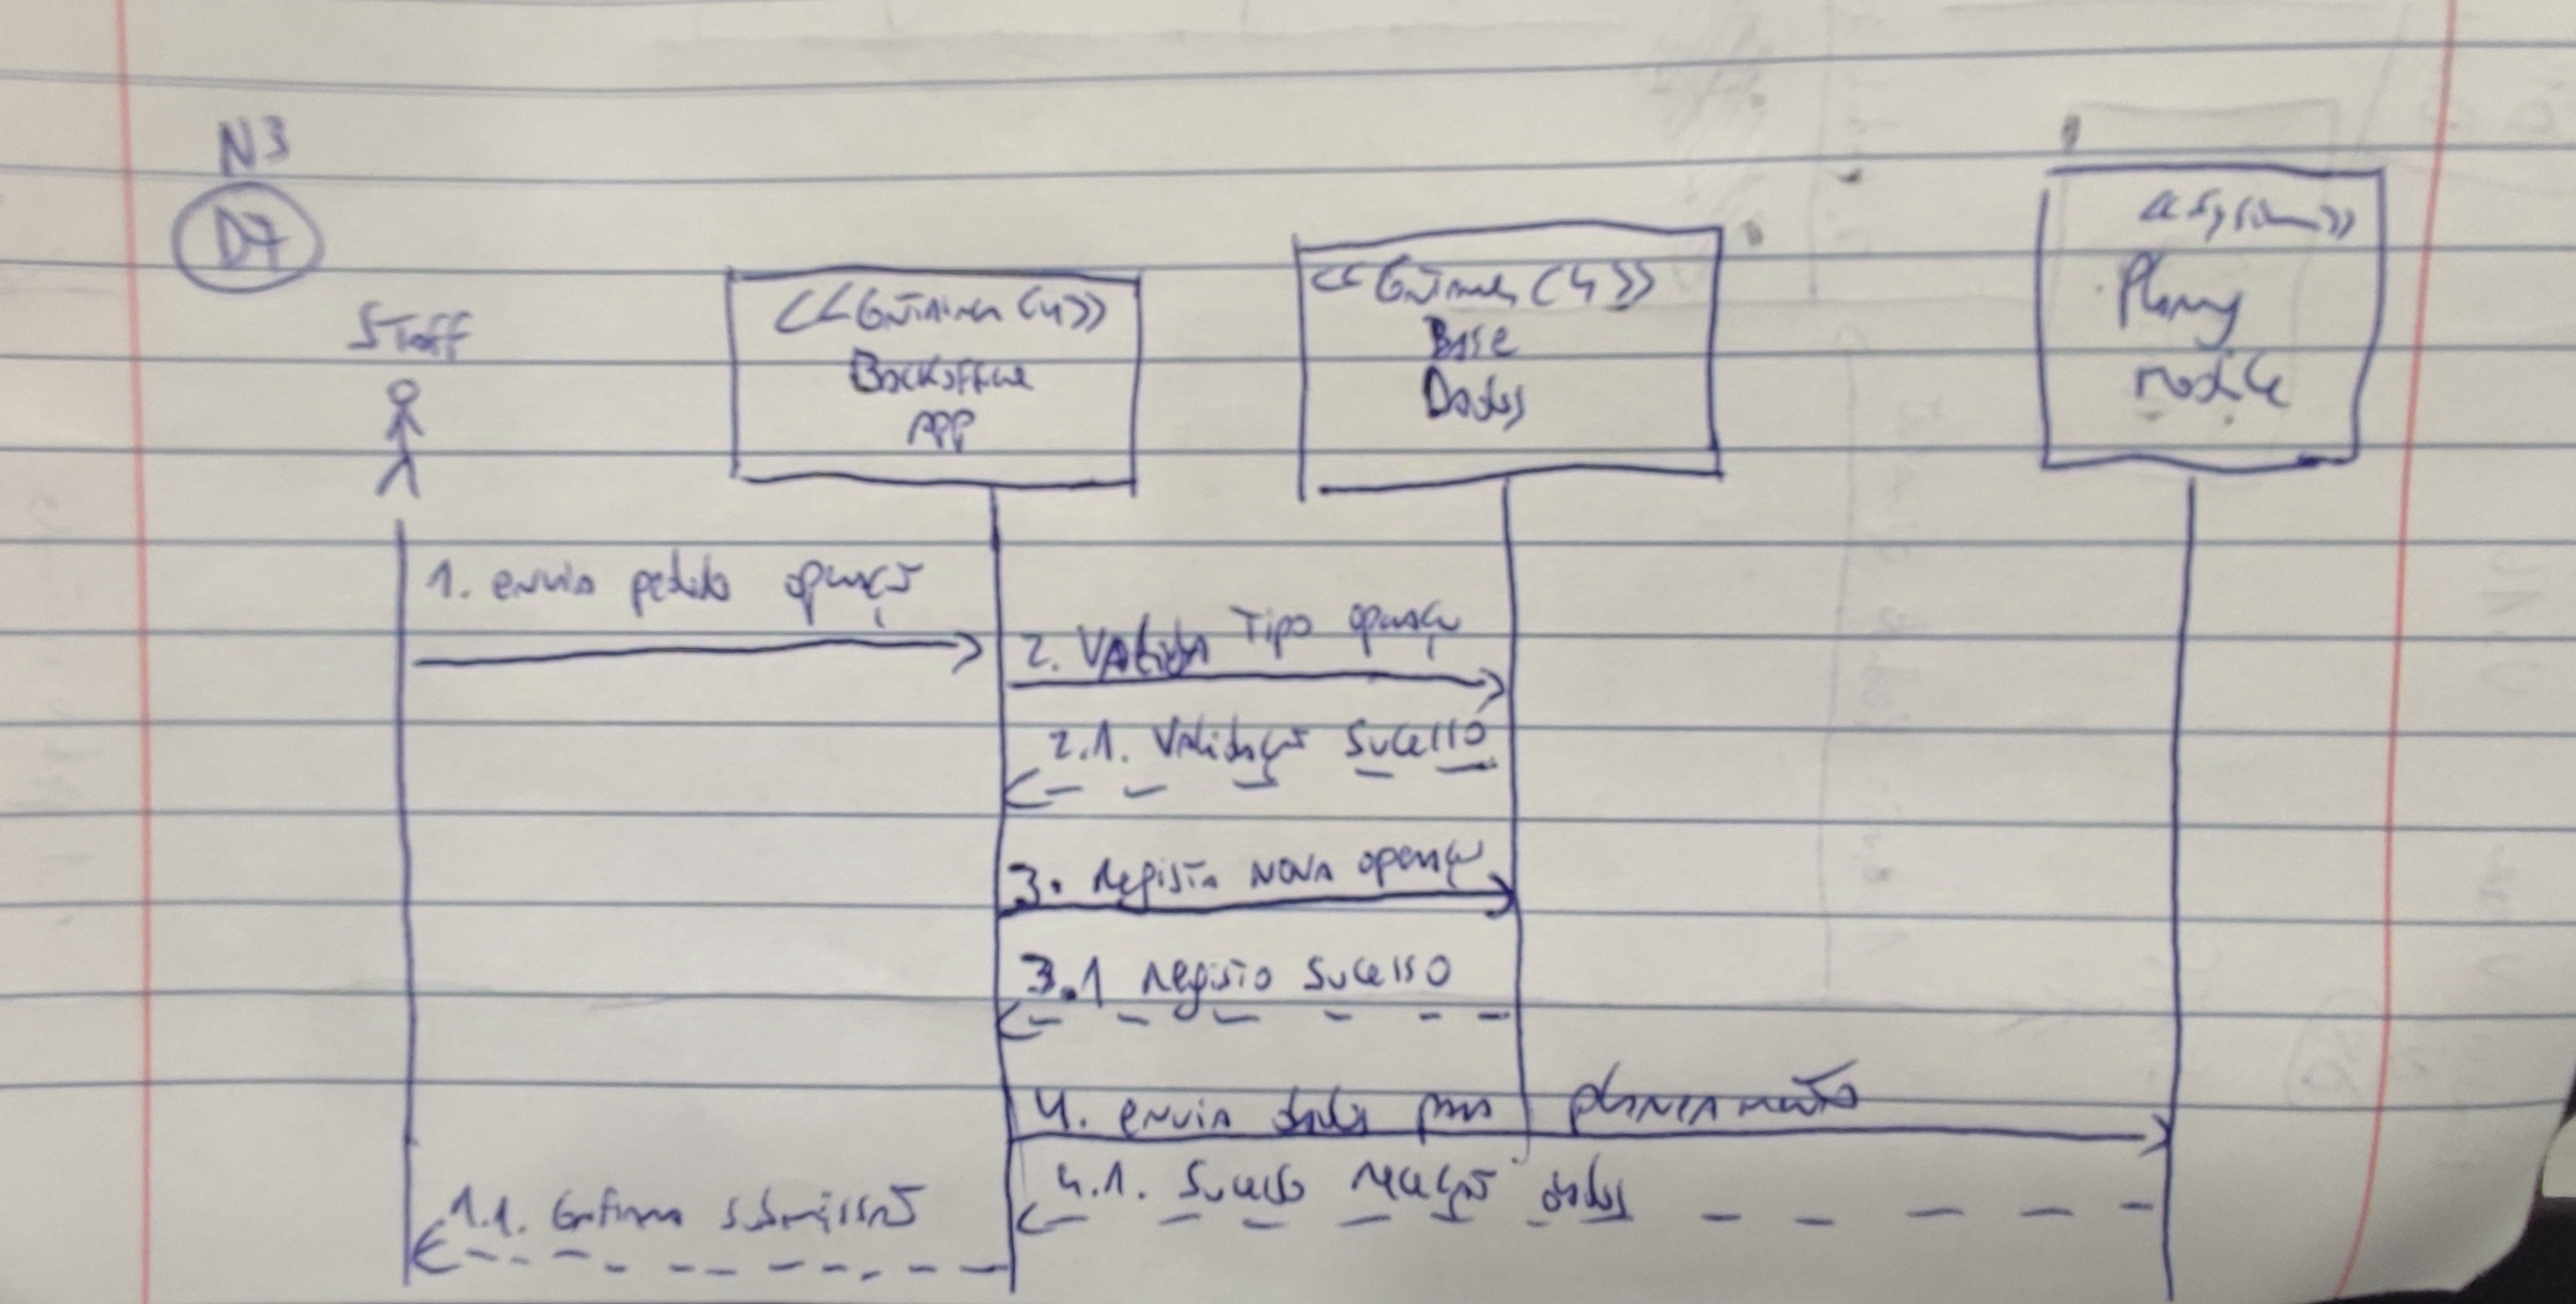 N3
D7
Staff
<<Container (4)>>
Backoffice
APP
<<Container (4)>>
Base
Dados
<<System>>
Planning
module
1. envia pedido operação
2. Valida Tipo operação
2.1. Validação sucesso
3. Regista nova operação
3.1 Registo sucesso
4. envia dados para planeamento
4.1. Sucesso receção dados
1.1. Confirma submissão